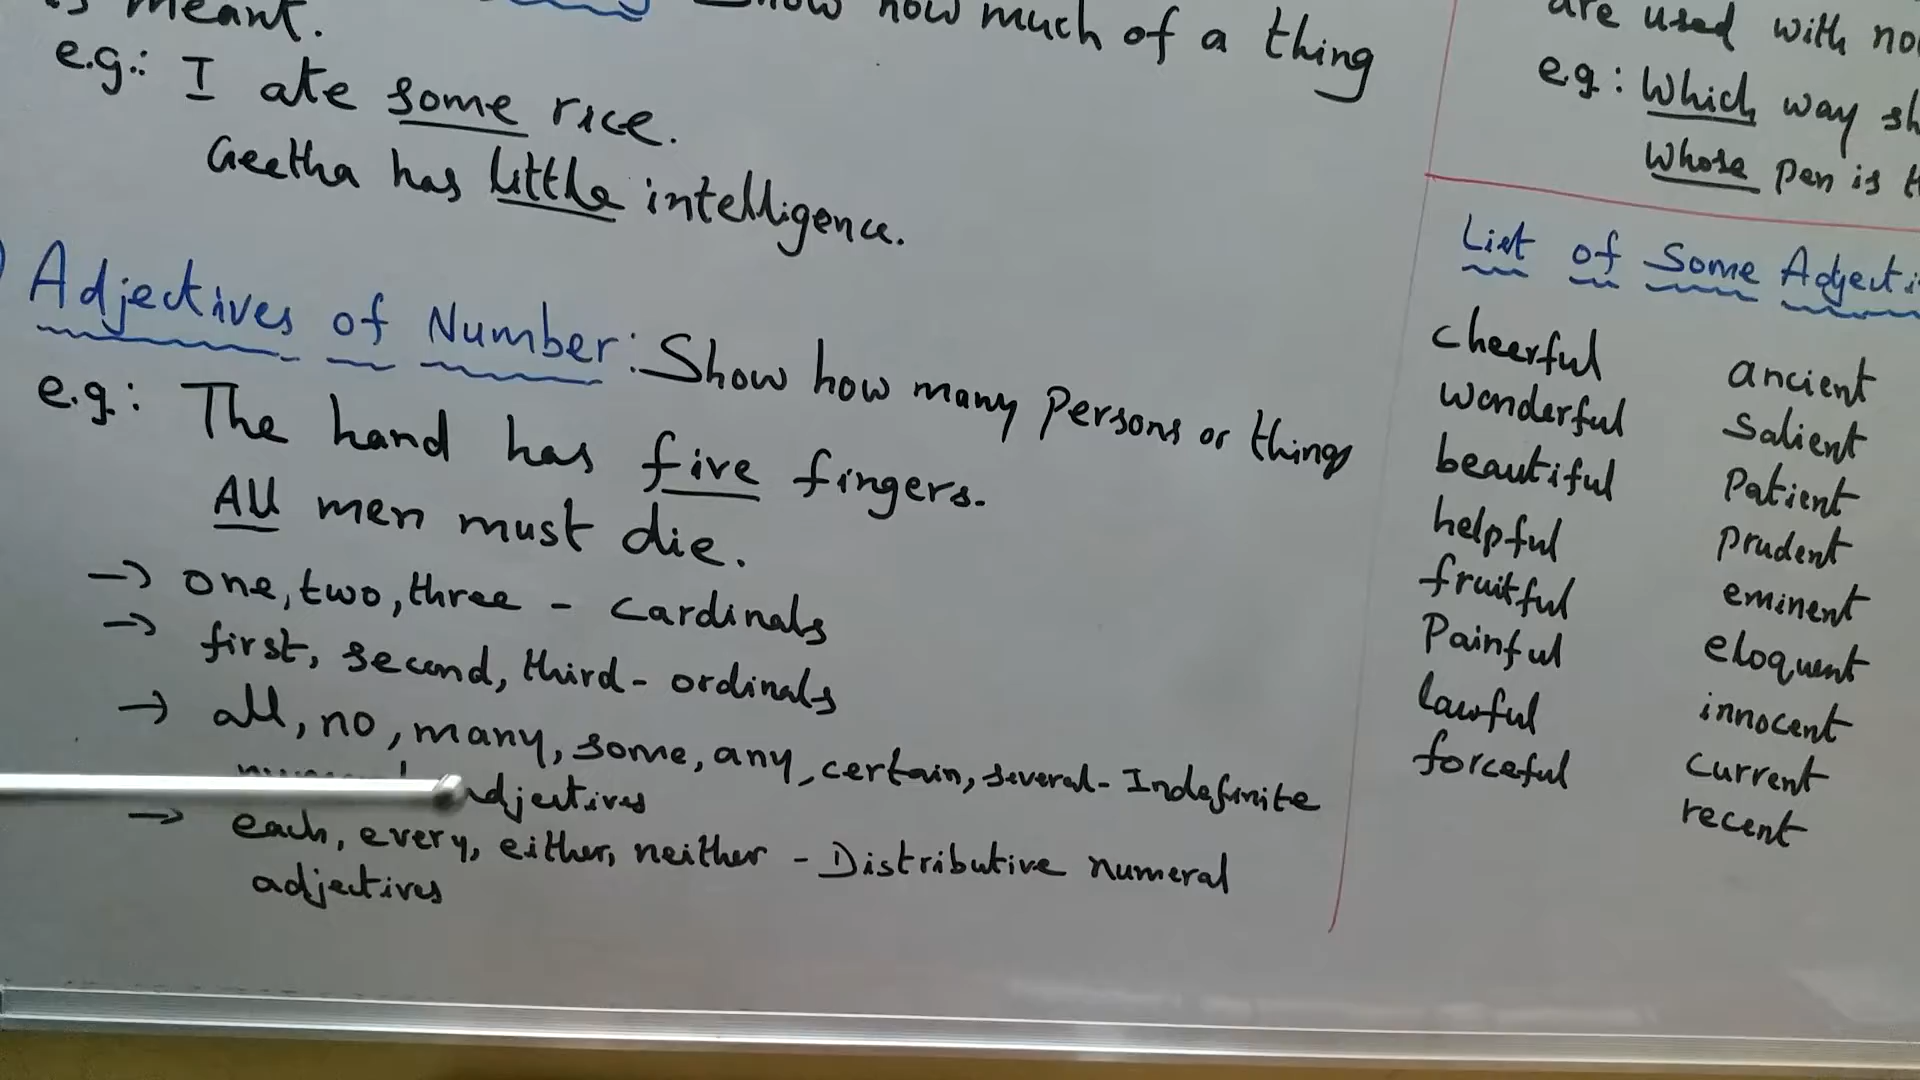 is meant.
Show how much of a thing
e.g.: I ate some rice.
Geetha has little intelligence.
Adjectives of Number: Show how many Persons or things
e.g: The hand has five fingers.
All men must die.
→ one, two, three - Cardinals
→ first, second, third - ordinals
→ all, no, many, some, any, certain, several - Indefinite
adjectives
→ each, every, either, neither - Distributive numeral
adjectives
are used with
e.g: Which way
Whose pen is
List of Some
cheerful ancient
wonderful Salient
beautiful Patient
helpful prudent
fruitful eminent
Painful eloquent
lawful innocent
forceful current
recent